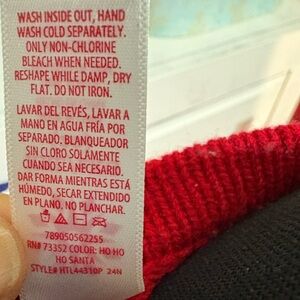 WASH INSIDE OUT, HAND
WASH COLD SEPARATELY.
ONLY NON-CHLORINE
BLEACH WHEN NEEDED.
RESHAPE WHILE DAMP, DRY
FLAT. DO NOT IRON.
LAVAR DEL REVÉS, LAVAR A
MANO EN AGUA FRÍA POR
SEPARADO. BLANQUEADOR
SIN CLORO SOLAMENTE
CUANDO SEA NECESARIO.
DAR FORMA MIENTRAS ESTÁ
HÚMEDO, SECAR EXTENDIDO
EN PLANO, NO PLANCHAR.
789050562255
RN# 73352 COLOR: HO HO
HO SANTA
STYLE# HTL44310P 24N